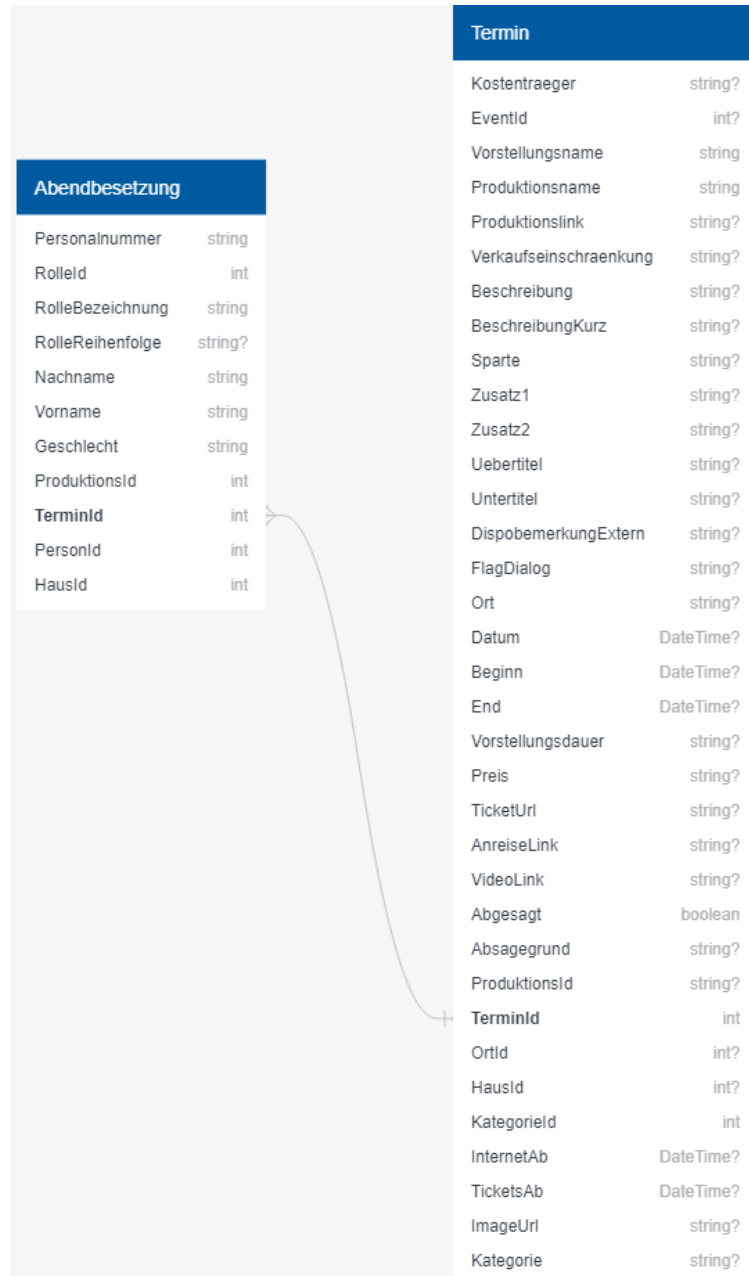 Abendbesetzung
Personalnummer string
RolleId int
RolleBezeichnung string
RolleReihenfolge string?
Nachname string
Vorname string
Geschlecht string
ProduktionsId int
TerminId int
PersonId int
HausId int
Termin
Kostentraeger string?
EventId int?
Vorstellungsname string
Produktionsname string
Produktionslink string?
Verkaufseinschraenkung string?
Beschreibung string?
BeschreibungKurz string?
Sparte string?
Zusatz1 string?
Zusatz2 string?
Uebertitel string?
Untertitel string?
DispobemerkungExtern string?
FlagDialog string?
Ort string?
Datum DateTime?
Beginn DateTime?
End DateTime?
Vorstellungsdauer string?
Preis string?
TicketUrl string?
AnreiseLink string?
VideoLink string?
Abgesagt boolean
Absagegrund string?
ProduktionsId string?
TerminId int
OrtId int?
HausId int?
KategorieId int
InternetAb DateTime?
TicketsAb DateTime?
ImageUrl string?
Kategorie string?